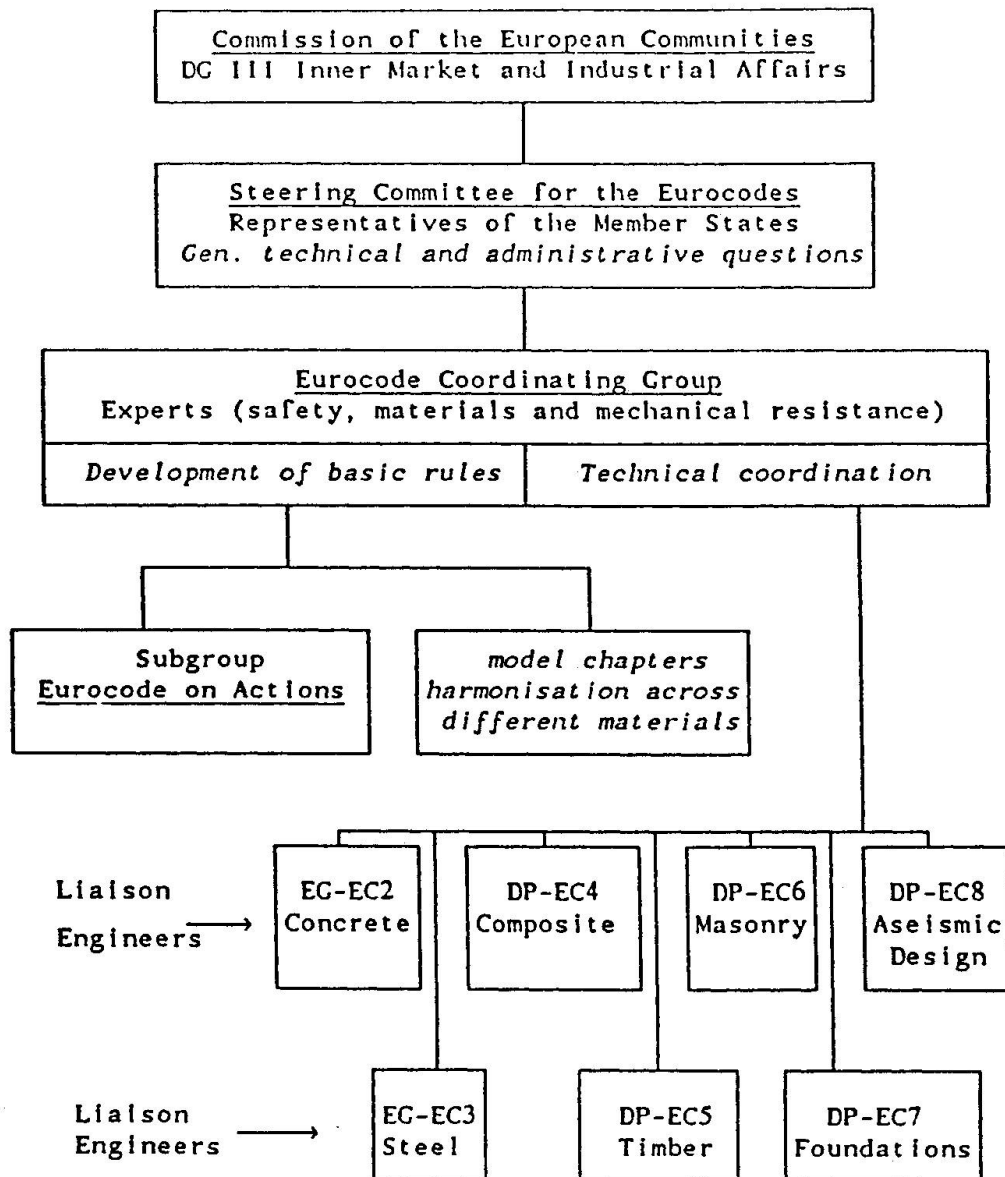 Commission of the European Communities
DG III Inner Market and Industrial Affairs
Steering Committee for the Eurocodes
Representatives of the Member States
Gen. technical and administrative questions
Eurocode Coordinating Group
Experts (safety, materials and mechanical resistance)
Development of basic rules
Technical coordination
Subgroup
Eurocode on Actions
model chapters
harmonisation across
different materials
Liaison
Engineers
EG-EC2
Concrete
DP-EC4
Composite
DP-EC6
Masonry
DP-EC8
Aseismic
Design
Liaison
Engineers
EG-EC3
Steel
DP-EC5
Timber
DP-EC7
Foundations